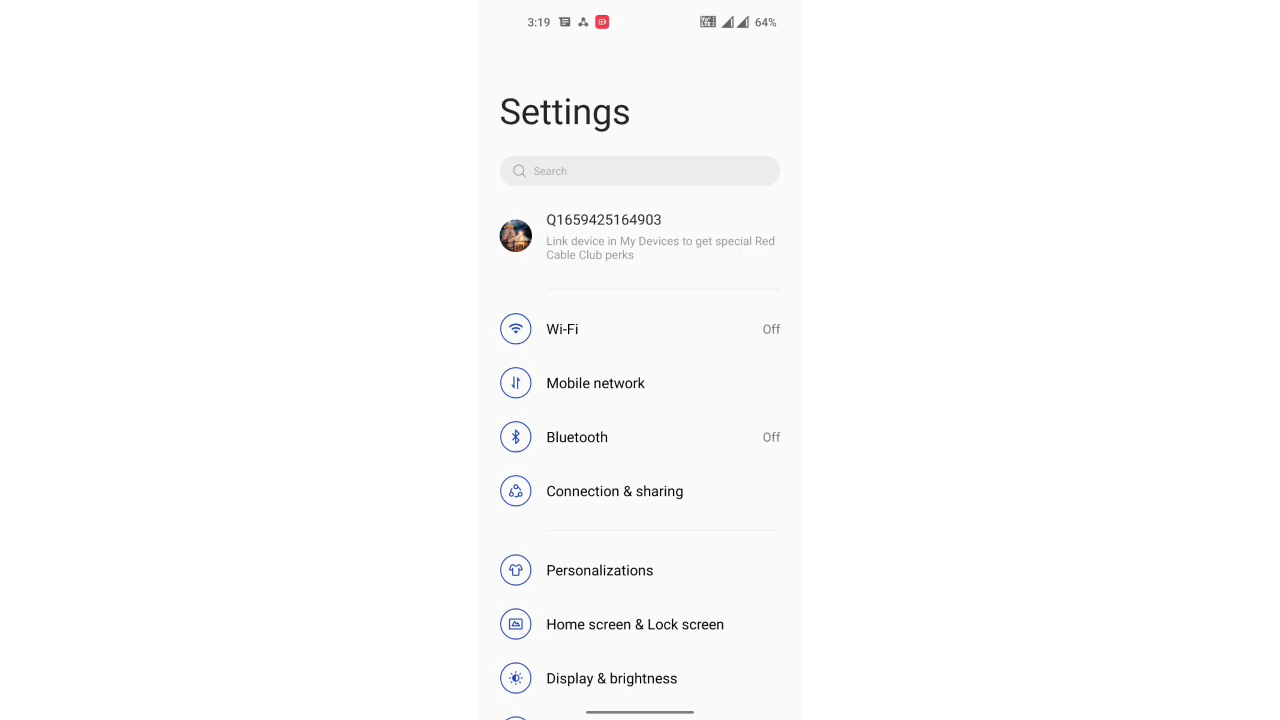 3:19 64%
Settings
Search
Q1659425164903
Link device in My Devices to get special Red
Cable Club perks
Wi-Fi Off
Mobile network
Bluetooth Off
Connection & sharing
Personalizations
Home screen & Lock screen
Display & brightness